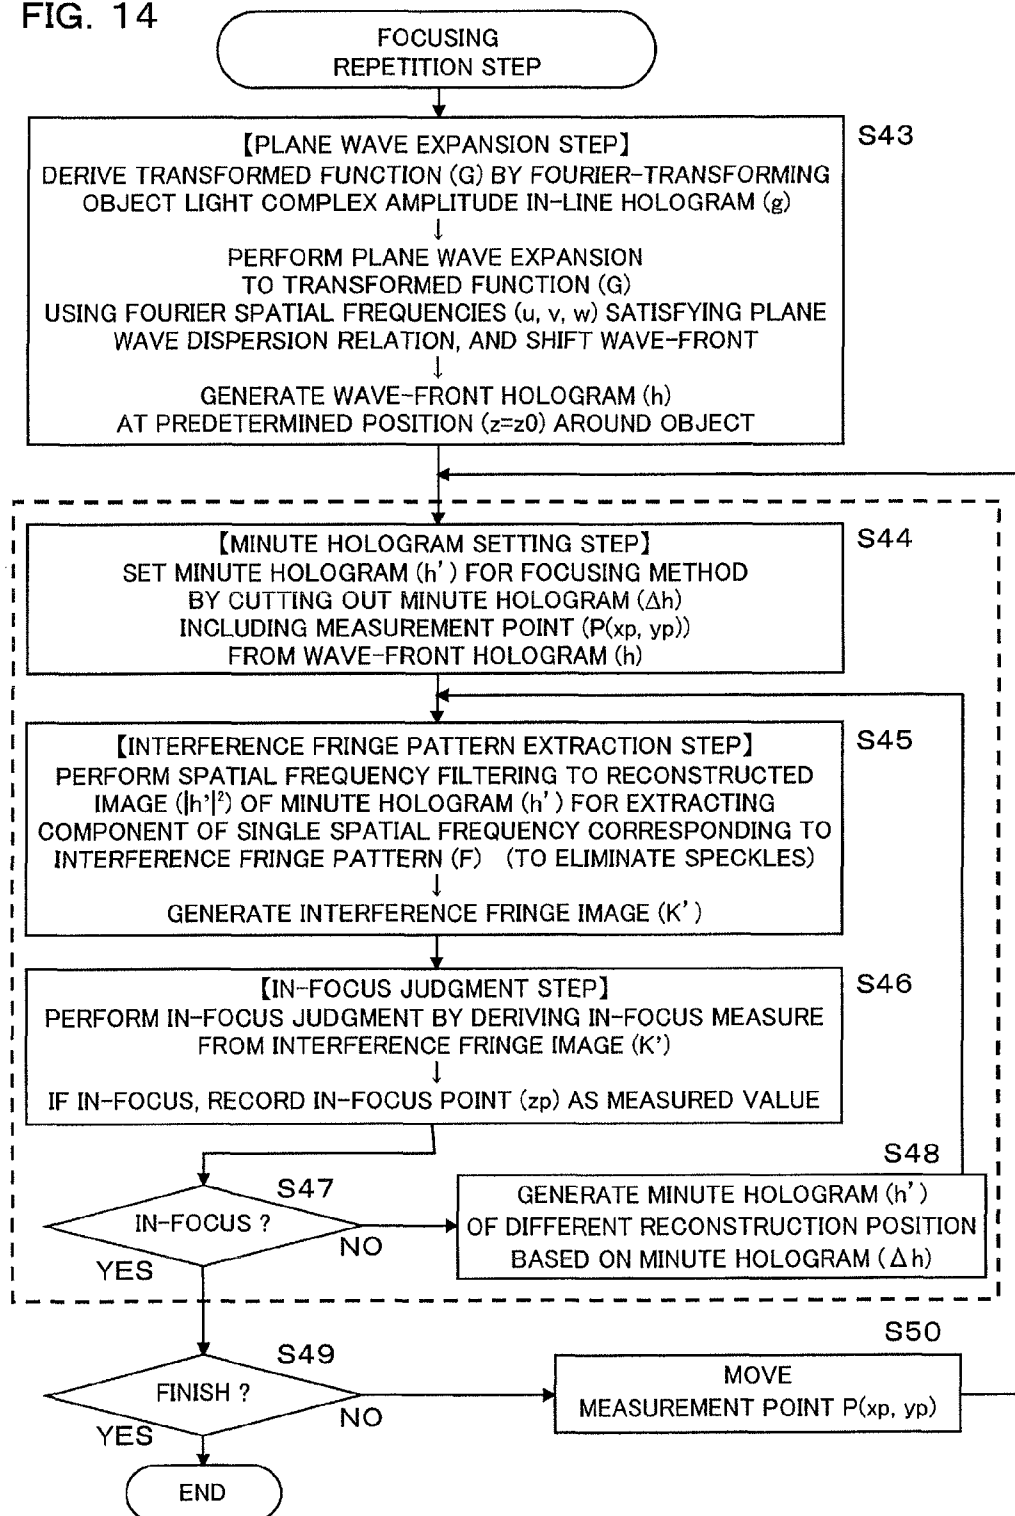 FIG. 14
FOCUSING
REPETITION STEP
S43
【PLANE WAVE EXPANSION STEP】
DERIVE TRANSFORMED FUNCTION (G) BY FOURIER-TRANSFORMING
OBJECT LIGHT COMPLEX AMPLITUDE IN-LINE HOLOGRAM (g)
↓
PERFORM PLANE WAVE EXPANSION
TO TRANSFORMED FUNCTION (G)
USING FOURIER SPATIAL FREQUENCIES (u, v, w) SATISFYING PLANE
WAVE DISPERSION RELATION, AND SHIFT WAVE-FRONT
↓
GENERATE WAVE-FRONT HOLOGRAM (h)
AT PREDETERMINED POSITION (z=z0) AROUND OBJECT
S44
【MINUTE HOLOGRAM SETTING STEP】
SET MINUTE HOLOGRAM (h') FOR FOCUSING METHOD
BY CUTTING OUT MINUTE HOLOGRAM (Δh)
INCLUDING MEASUREMENT POINT (P(xp, yp))
FROM WAVE-FRONT HOLOGRAM (h)
S45
【INTERFERENCE FRINGE PATTERN EXTRACTION STEP】
PERFORM SPATIAL FREQUENCY FILTERING TO RECONSTRUCTED
IMAGE (|h'|²) OF MINUTE HOLOGRAM (h') FOR EXTRACTING
COMPONENT OF SINGLE SPATIAL FREQUENCY CORRESPONDING TO
INTERFERENCE FRINGE PATTERN (F) (TO ELIMINATE SPECKLES)
↓
GENERATE INTERFERENCE FRINGE IMAGE (K')
S46
【IN-FOCUS JUDGMENT STEP】
PERFORM IN-FOCUS JUDGMENT BY DERIVING IN-FOCUS MEASURE
FROM INTERFERENCE FRINGE IMAGE (K')
↓
IF IN-FOCUS, RECORD IN-FOCUS POINT (zp) AS MEASURED VALUE
S47
IN-FOCUS ?
NO
YES
S48
GENERATE MINUTE HOLOGRAM (h')
OF DIFFERENT RECONSTRUCTION POSITION
BASED ON MINUTE HOLOGRAM (Δh)
S49
FINISH ?
NO
YES
S50
MOVE
MEASUREMENT POINT P(xp, yp)
END